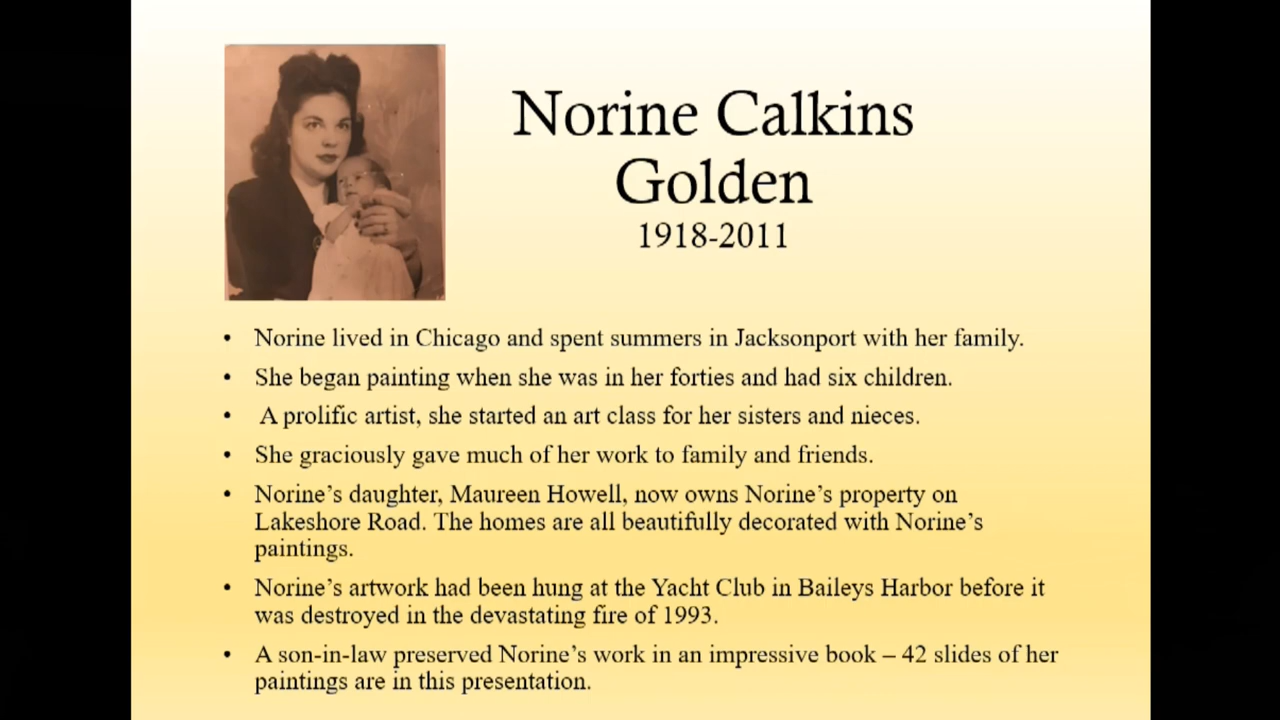 Norine Calkins
Golden
1918-2011
• Norine lived in Chicago and spent summers in Jacksonport with her family.
• She began painting when she was in her forties and had six children.
• A prolific artist, she started an art class for her sisters and nieces.
• She graciously gave much of her work to family and friends.
• Norine’s daughter, Maureen Howell, now owns Norine’s property on
Lakeshore Road. The homes are all beautifully decorated with Norine’s
paintings.
• Norine’s artwork had been hung at the Yacht Club in Baileys Harbor before it
was destroyed in the devastating fire of 1993.
• A son-in-law preserved Norine’s work in an impressive book – 42 slides of her
paintings are in this presentation.